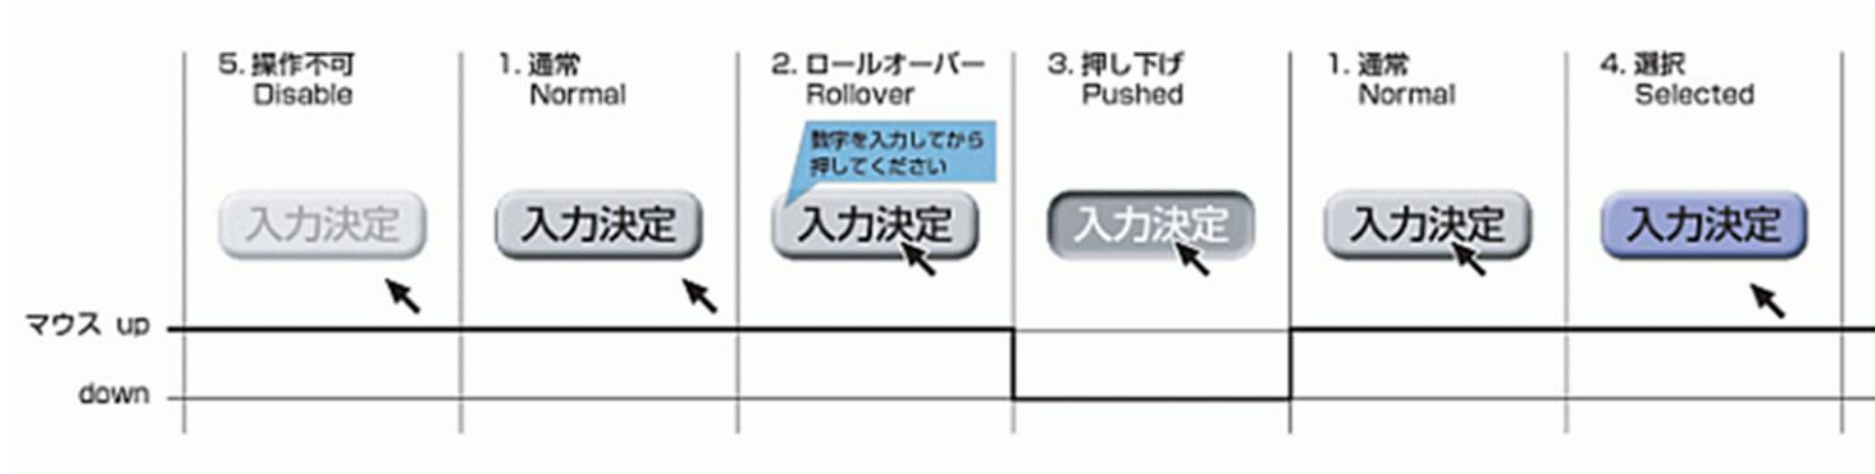 5. 操作不可
Disable
1. 通常
Normal
2. ロールオーバー
Rollover
3. 押し下げ
Pushed
1. 通常
Normal
4. 選択
Selected
数字を入力してから
押してください
入力決定
入力決定
入力決定
入力決定
入力決定
入力決定
マウス up
down